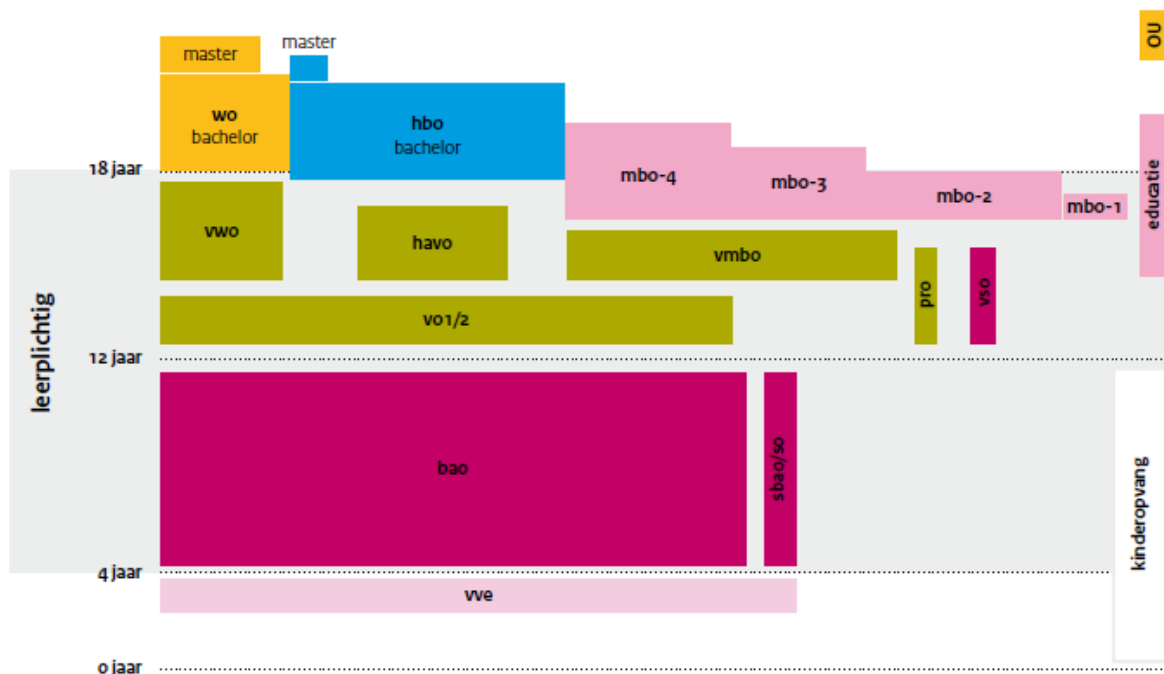 OU
master
master
wo
bachelor
hbo
bachelor
18 jaar
mbo-4
mbo-3
mbo-2
mbo-1
educatie
vwo
havo
vmbo
pro
vso
leerplichtig
vo1/2
12 jaar
bao
sbao/so
kinderopvang
4 jaar
vve
0 jaar